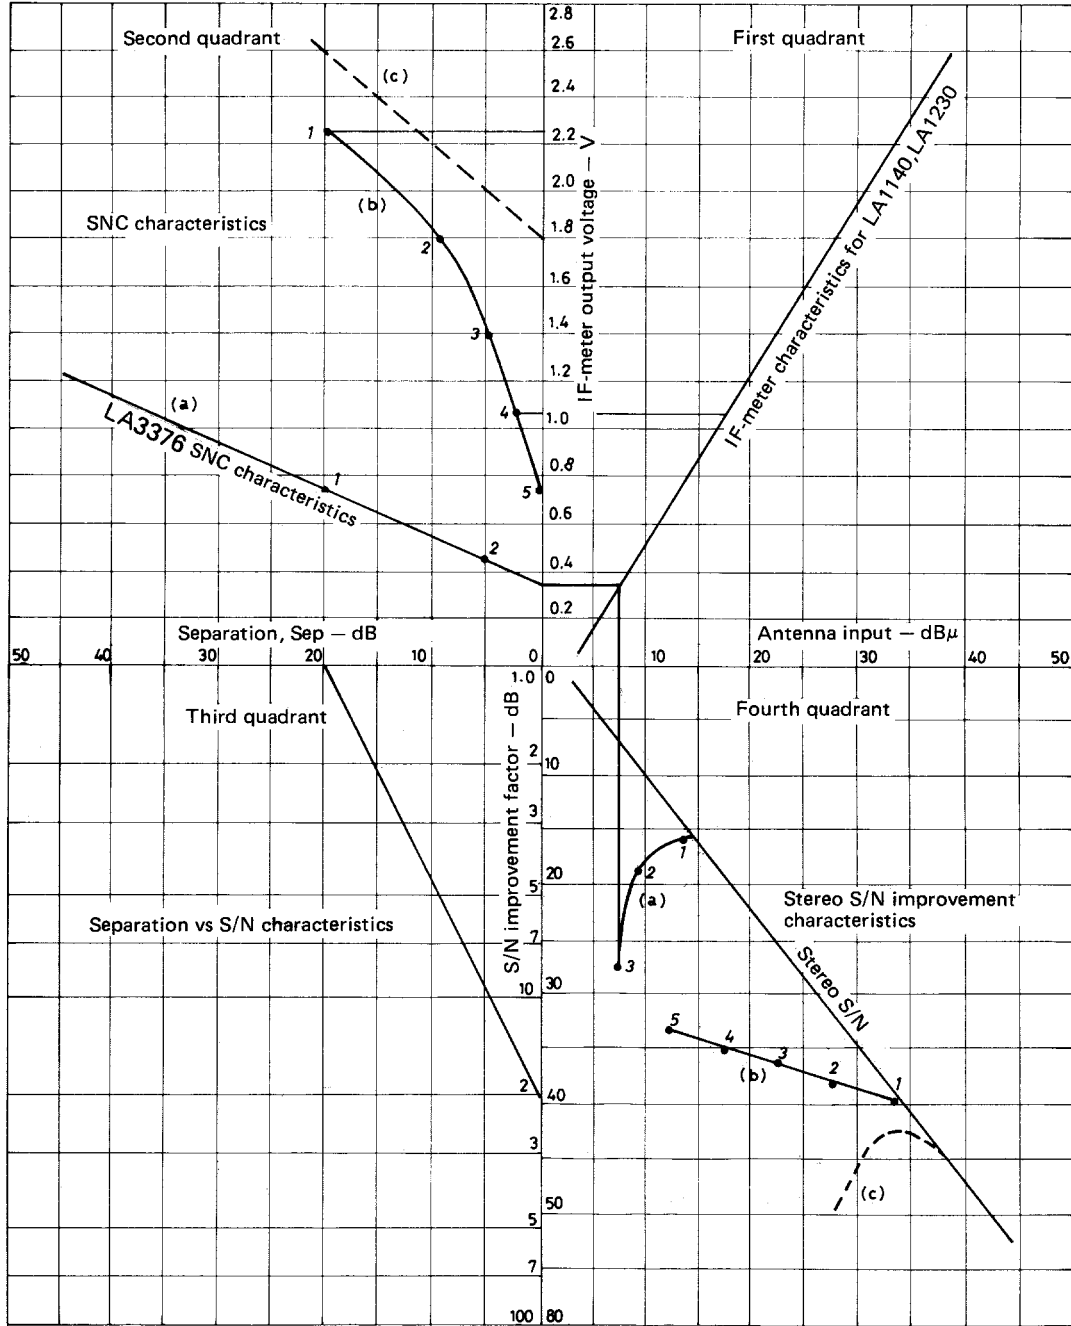 Second quadrant
First quadrant
2.8
2.6
2.4
2.2
2.0
1.8
1.6
1.4
1.2
1.0
0.8
0.6
0.4
0.2
IF-meter output voltage — V
(c)
1
(b)
2
3
4
5
SNC characteristics
(a)
LA3376 SNC characteristics
1
2
IF-meter characteristics for LA1140, LA1230
Separation, Sep — dB
Antenna input — dBμ
50 40 30 20 10 0
10 20 30 40 50
Third quadrant
Fourth quadrant
Separation vs S/N characteristics
S/N improvement factor — dB
1.0 0
2 10
3
5 20
7
10 30
2 40
3
5 50
7
100 80
1
2
(a)
3
Stereo S/N improvement
characteristics
Stereo S/N
5
4
3
2
1
(b)
(c)